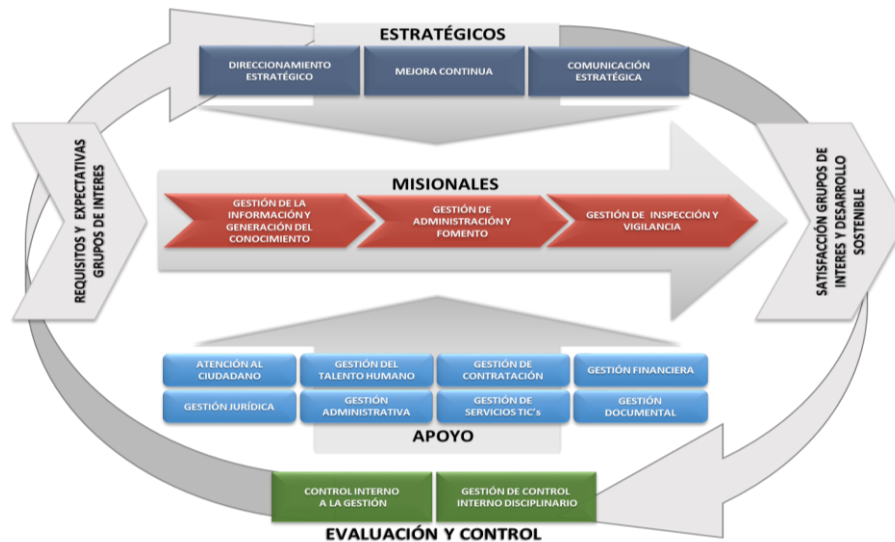 ESTRATÉGICOS
DIRECCIONAMIENTO
ESTRATÉGICO
MEJORA CONTINUA
COMUNICACIÓN
ESTRATÉGICA
REQUISITOS Y EXPECTATIVAS
GRUPOS DE INTERES
MISIONALES
GESTIÓN DE LA
INFORMACIÓN Y
GENERACIÓN DEL
CONOCIMIENTO
GESTIÓN DE
ADMINISTRACIÓN Y
FOMENTO
GESTIÓN DE INSPECCIÓN Y
VIGILANCIA
SATISFACCIÓN GRUPOS DE
INTERES Y DESARROLLO
SOSTENIBLE
ATENCIÓN AL
CIUDADANO
GESTIÓN DEL
TALENTO HUMANO
GESTIÓN DE
CONTRATACIÓN
GESTIÓN FINANCIERA
GESTIÓN JURÍDICA
GESTIÓN
ADMINISTRATIVA
GESTIÓN DE
SERVICIOS TIC's
GESTIÓN
DOCUMENTAL
APOYO
CONTROL INTERNO
A LA GESTIÓN
GESTIÓN DE CONTROL
INTERNO DISCIPLINARIO
EVALUACIÓN Y CONTROL